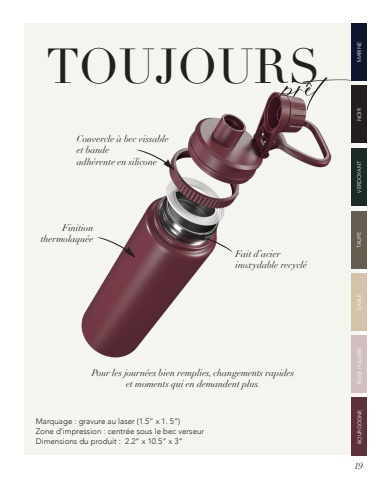 TOUJOURS
prêt
Couvercle à bec vissable
et bande
adhérente en silicone
Finition
thermolaquée
Fait d'acier
inoxydable recyclé
Pour les journées bien remplies, changements rapides
et moments qui en demandent plus.
Marquage : gravure au laser (1.5" x 1. 5")
Zone d'impression : centrée sous le bec verseur
Dimensions du produit : 2.2" x 10.5" x 3"
MARINE
NOIR
VERDOYANT
TAUPE
SABLE
ROSE POUDRE
BOURGOGNE
19